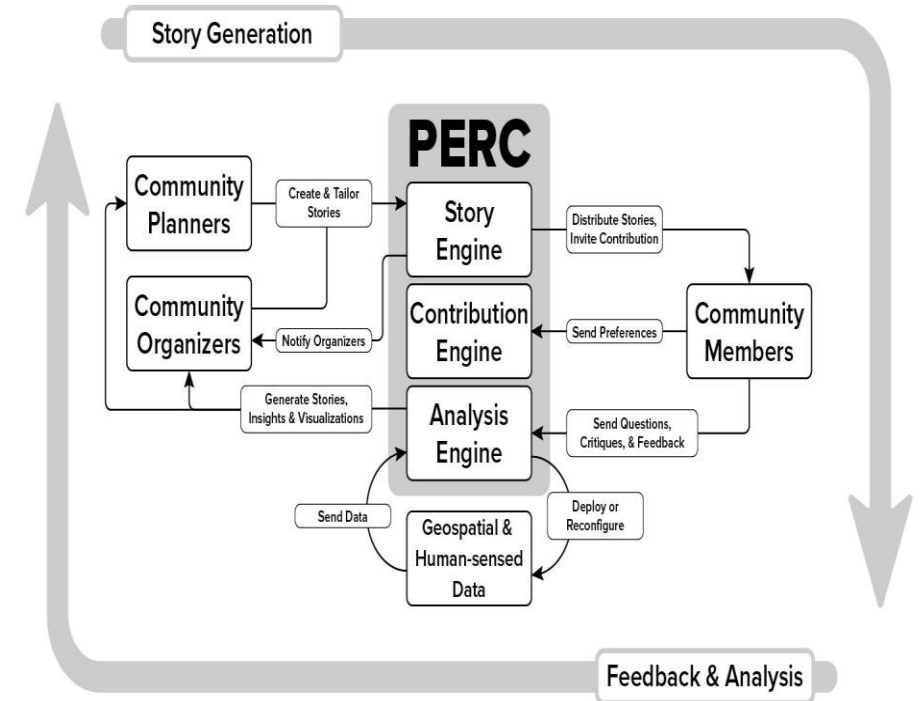 Story Generation
PERC
Community
Planners
Create & Tailor
Stories
Story
Engine
Distribute Stories,
Invite Contribution
Community
Organizers
Notify Organizers
Contribution
Engine
Send Preferences
Community
Members
Generate Stories,
Insights & Visualizations
Analysis
Engine
Send Questions,
Critiques, & Feedback
Send Data
Deploy or
Reconfigure
Geospatial &
Human-sensed
Data
Feedback & Analysis